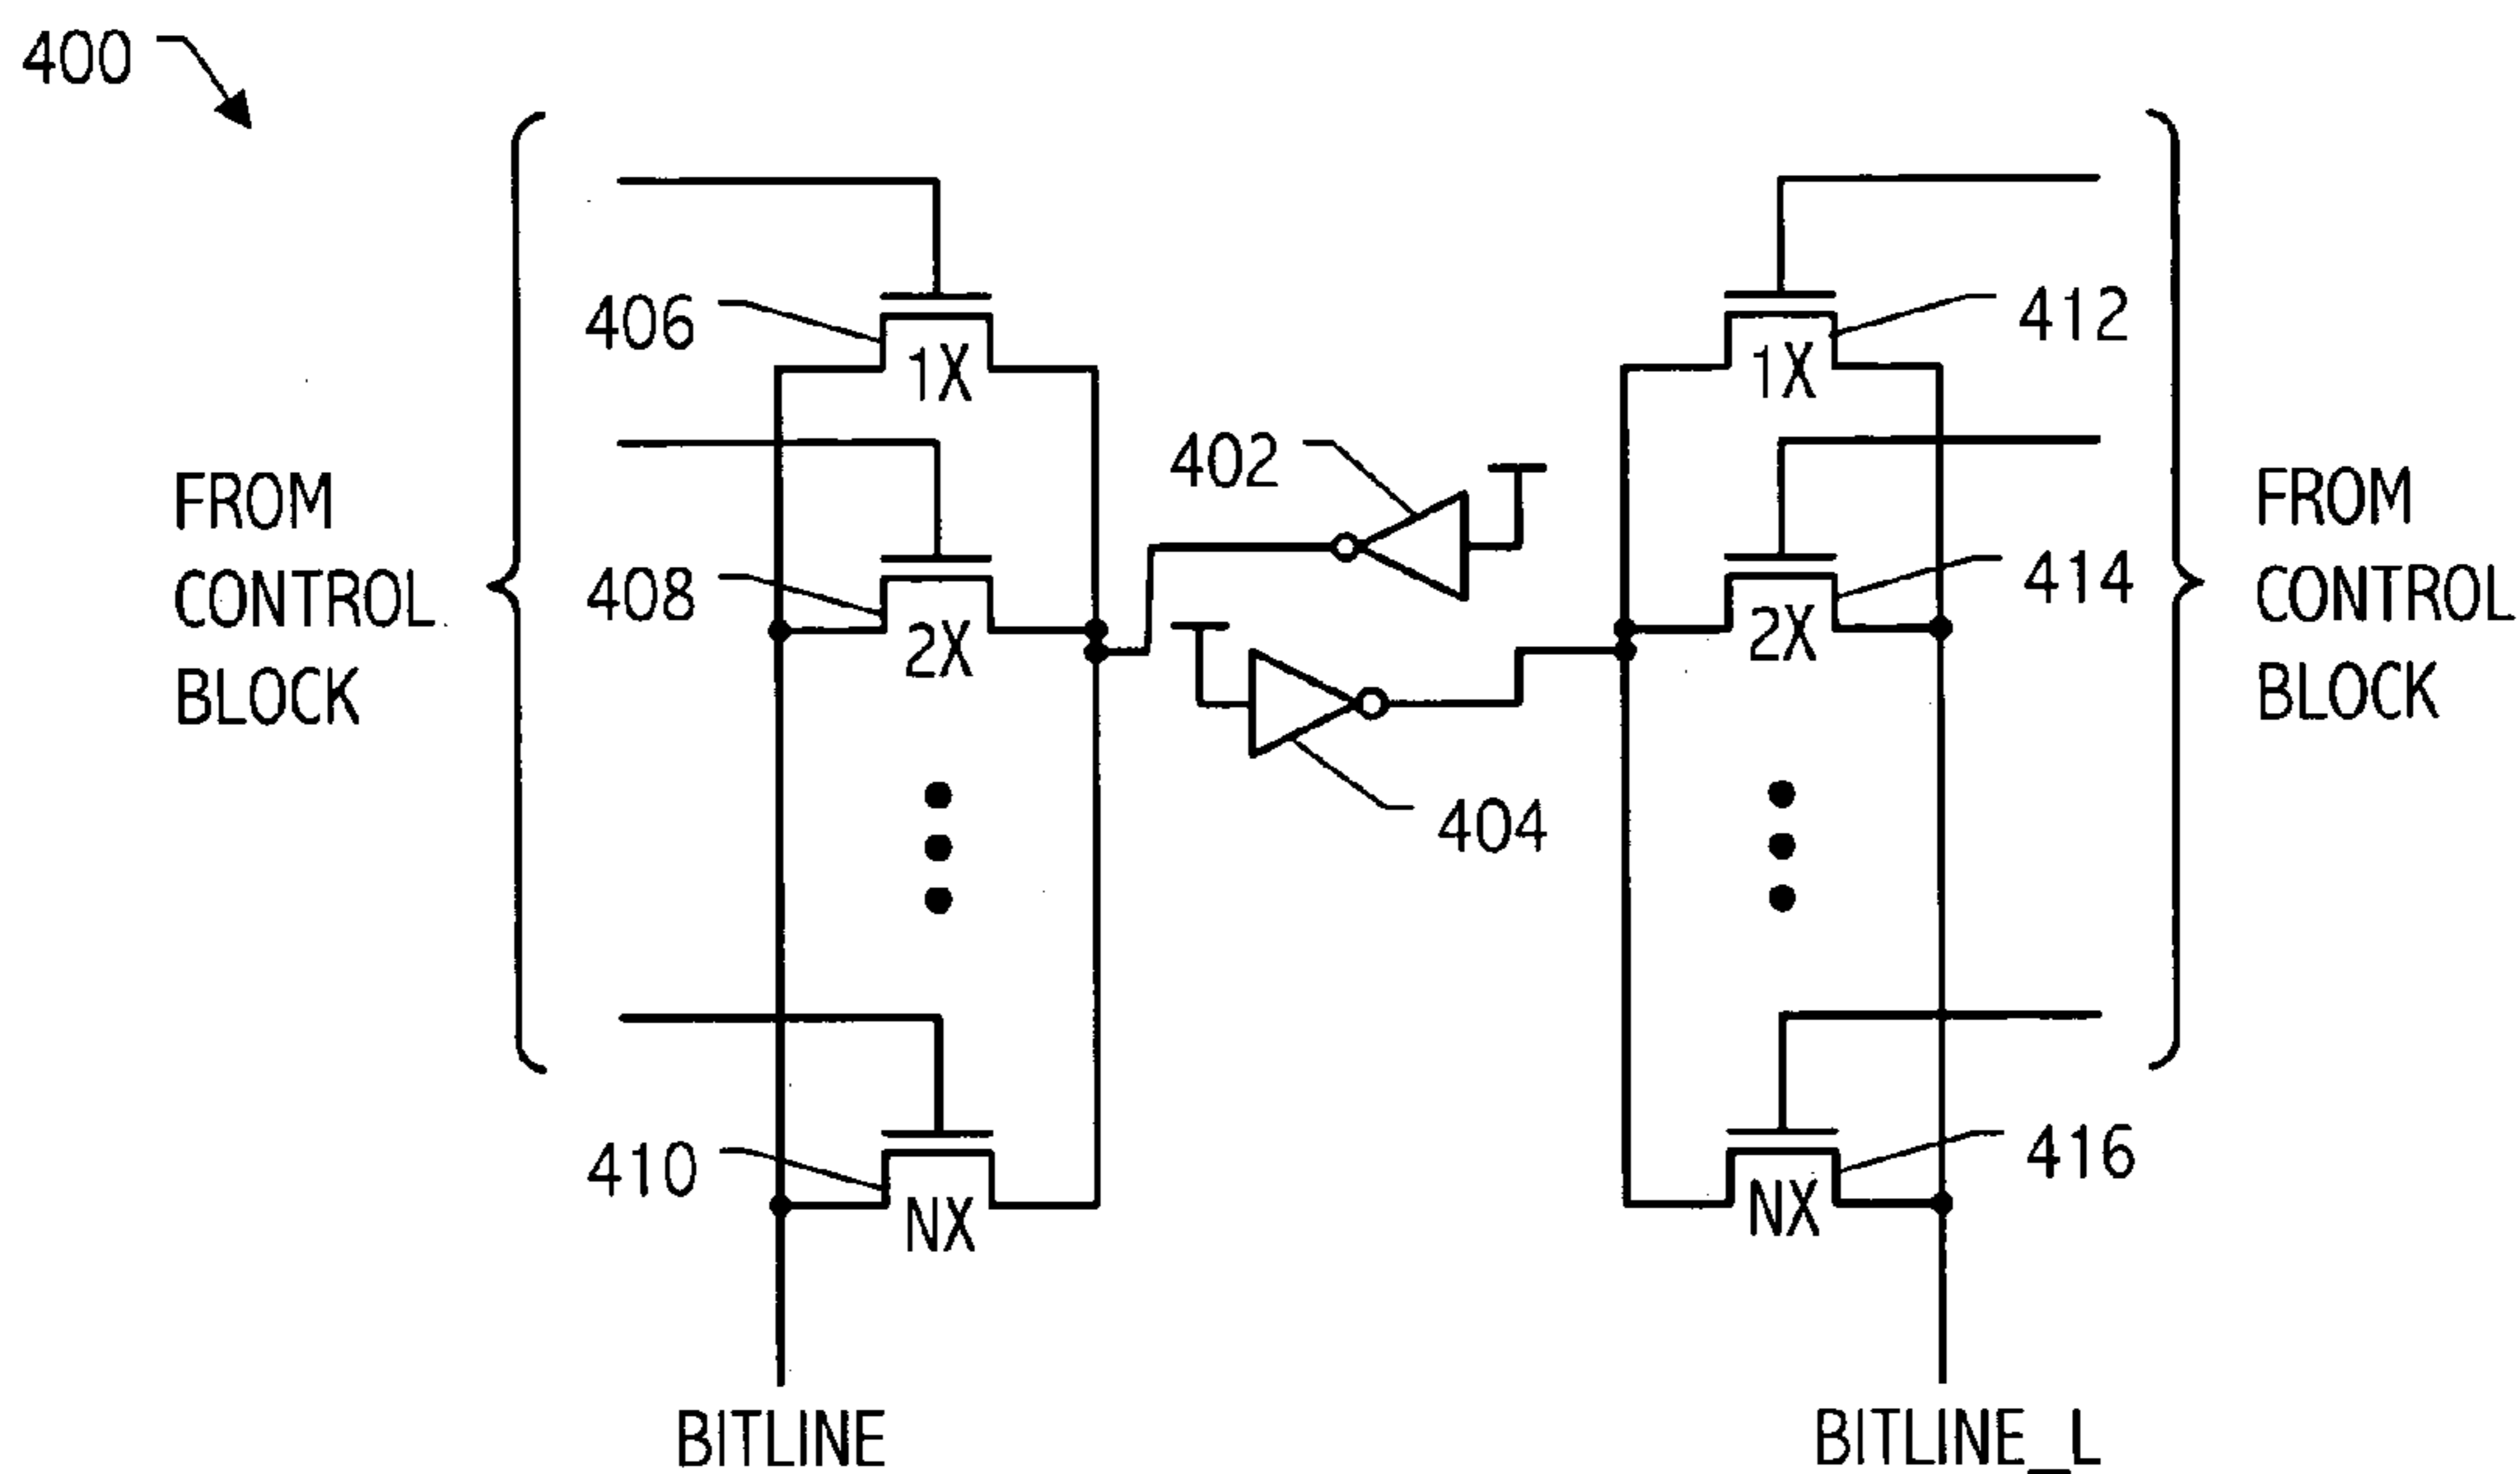 400
406
1X
412
1X
402
FROM
CONTROL
BLOCK
408
2X
414
2X
FROM
CONTROL
BLOCK
404
410
NX
416
NX
BITLINE
BITLINE_L